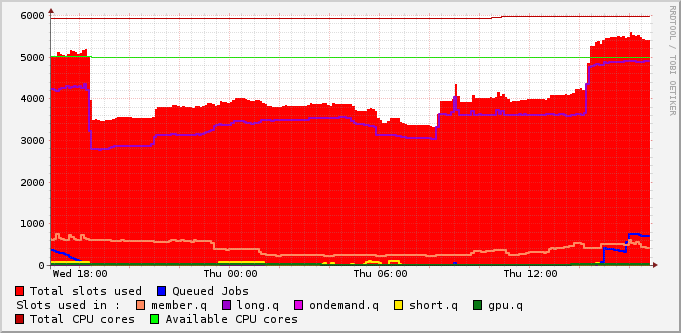 6000
5000
4000
3000
2000
1000
0
Wed 18:00 Thu 00:00 Thu 06:00 Thu 12:00
RRDTOOL / TOBI OETIKER
Total slots used Queued Jobs
Slots used in : member.q long.q ondemand.q short.q gpu.q
Total CPU cores Available CPU cores